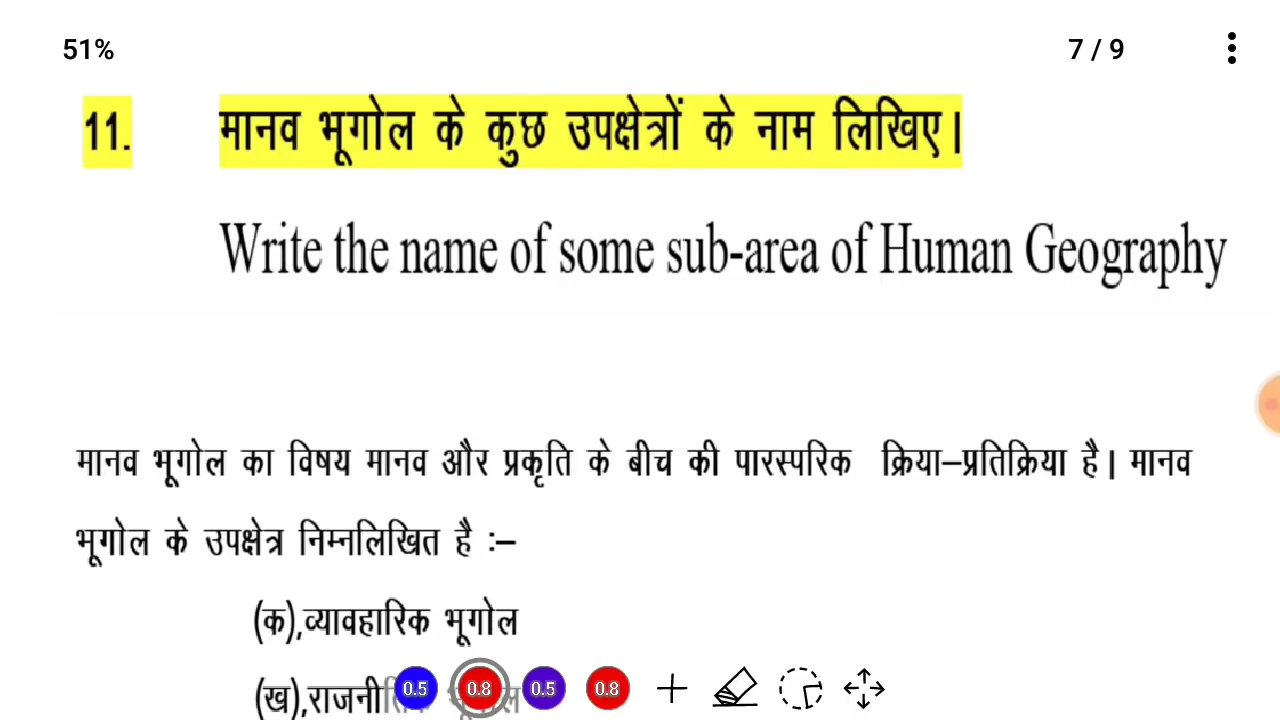 51%
7 / 9
11. मानव भूगोल के कुछ उपक्षेत्रों के नाम लिखिए।
Write the name of some sub-area of Human Geography
मानव भूगोल का विषय मानव और प्रकृति के बीच की पारस्परिक क्रिया–प्रतिक्रिया है। मानव
भूगोल के उपक्षेत्र निम्नलिखित है :–
(क),व्यावहारिक भूगोल
(ख),राजनीतिक भूगोल
0.5 0.8 0.5 0.8